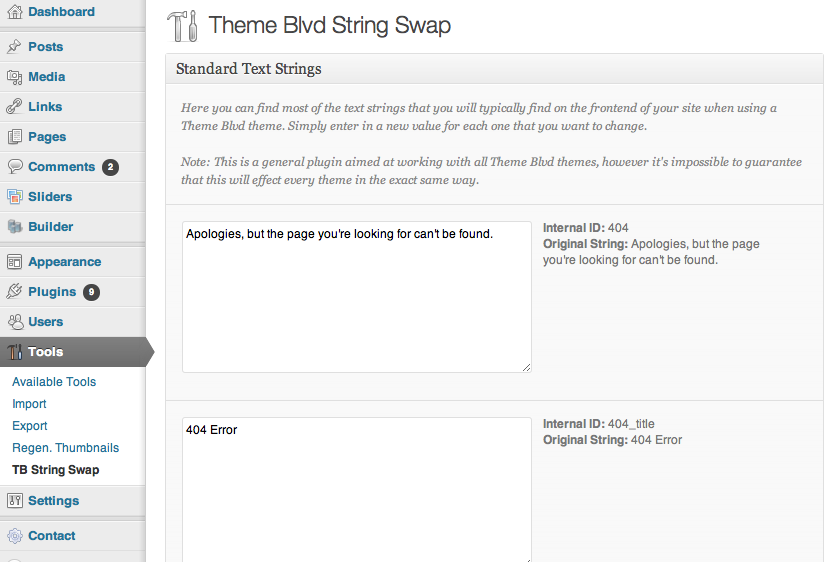 Dashboard
Posts
Media
Links
Pages
Comments 2
Sliders
Builder
Appearance
Plugins 9
Users
Tools
Available Tools
Import
Export
Regen. Thumbnails
TB String Swap
Settings
Contact
Theme Blvd String Swap
Standard Text Strings
Here you can find most of the text strings that you will typically find on the frontend of your site when using a
Theme Blvd theme. Simply enter in a new value for each one that you want to change.
Note: This is a general plugin aimed at working with all Theme Blvd themes, however it's impossible to guarantee
that this will effect every theme in the exact same way.
Apologies, but the page you're looking for can't be found.
Internal ID: 404
Original String: Apologies, but the page
you're looking for can't be found.
404 Error
Internal ID: 404_title
Original String: 404 Error